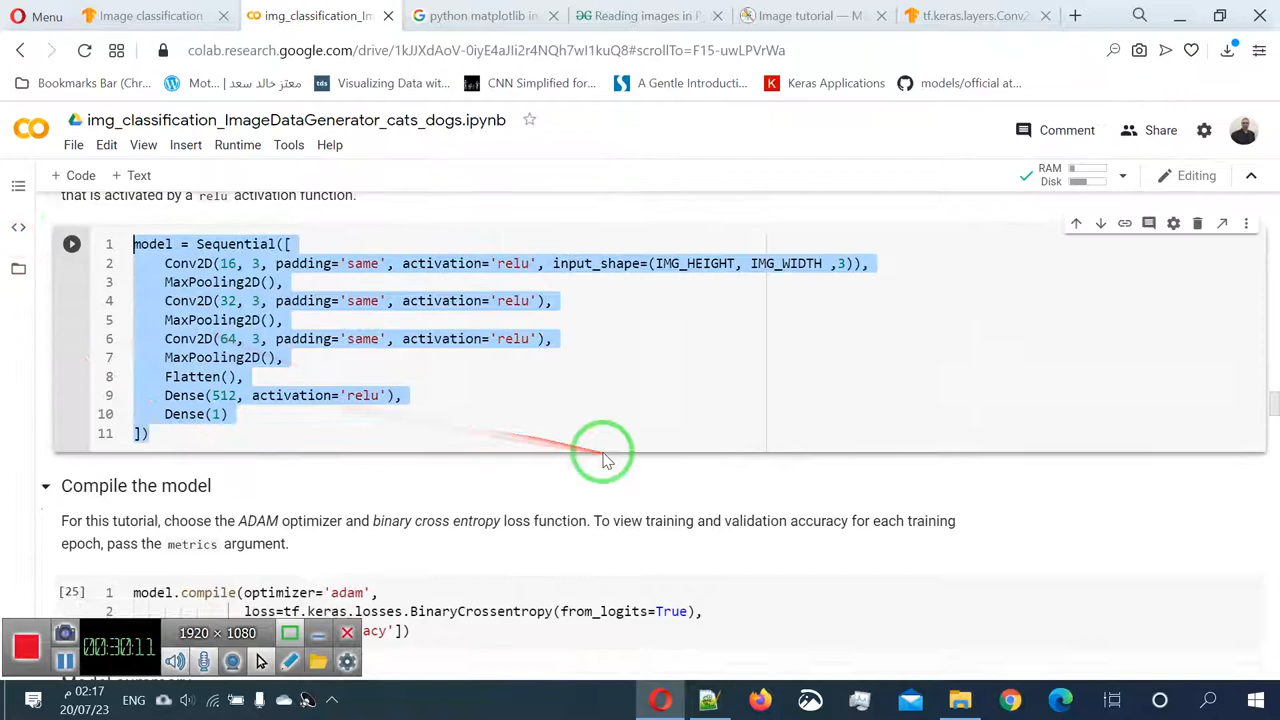 Image classification
img_classification_In
python matplotlib in
Reading images in P
Image tutorial — Ma
tf.keras.layers.Conv2
colab.research.google.com/drive/1kJJXdAoV-0iyE4aJIi2r4NQh7wI1kuQ8#scrollTo=F15-uwLPVrWa
Bookmarks Bar (Chr...
معتز خالد سعد | Mot...
Visualizing Data wit...
CNN Simplified for...
A Gentle Introducti...
Keras Applications
models/official at...
img_classification_ImageDataGenerator_cats_dogs.ipynb
Comment
Share
File Edit View Insert Runtime Tools Help
+ Code + Text
RAM
Disk
Editing
that is activated by a relu activation function.
1 model = Sequential([
2 Conv2D(16, 3, padding='same', activation='relu', input_shape=(IMG_HEIGHT, IMG_WIDTH ,3)),
3 MaxPooling2D(),
4 Conv2D(32, 3, padding='same', activation='relu'),
5 MaxPooling2D(),
6 Conv2D(64, 3, padding='same', activation='relu'),
7 MaxPooling2D(),
8 Flatten(),
9 Dense(512, activation='relu'),
10 Dense(1)
11 ])
Compile the model
For this tutorial, choose the ADAM optimizer and binary cross entropy loss function. To view training and validation accuracy for each training
epoch, pass the metrics argument.
[25] 1 model.compile(optimizer='adam',
2 loss=tf.keras.losses.BinaryCrossentropy(from_logits=True),
acy'])
00:30:11
1920 × 1080
ENG
02:17 م
20/07/23